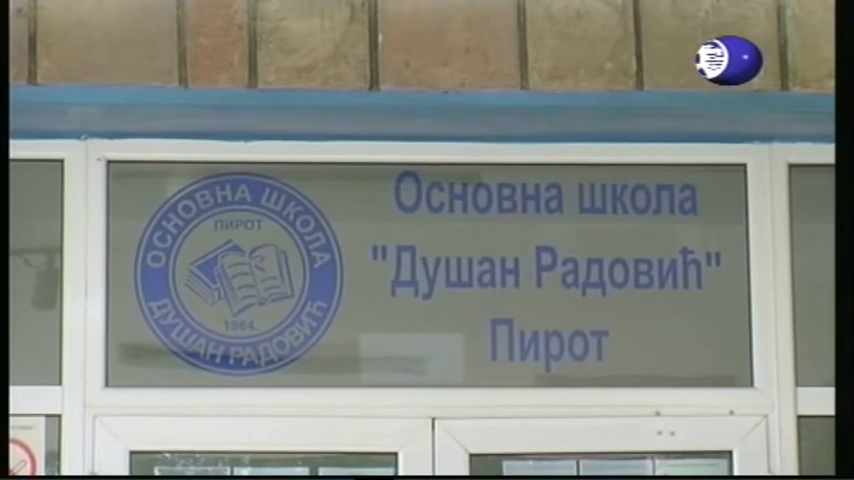 Основна школа
"Душан Радовић"
Пирот
ОСНОВНА ШКОЛА
ПИРОТ
1964.
ДУШАН РАДОВИЋ